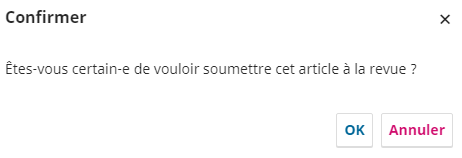 Confirmer ×
Êtes-vous certain-e de vouloir soumettre cet article à la revue ?
OK Annuler